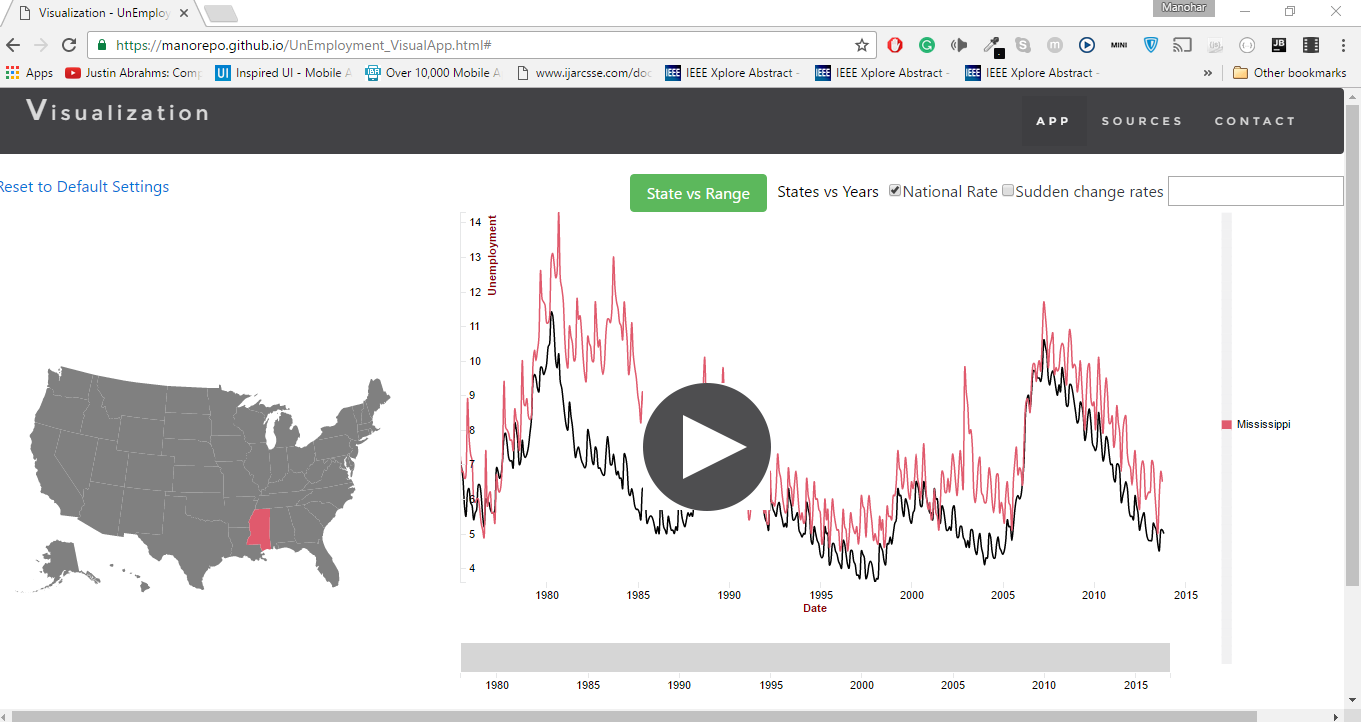 Manohar
Visualization - UnEmploy
https://manorepo.github.io/UnEmployment_VisualApp.html#
MINI
JB
Apps
Justin Abrahms: Comp
UI Inspired UI - Mobile A
Over 10,000 Mobile A
www.ijarcsse.com/doc
IEEE Xplore Abstract -
IEEE Xplore Abstract -
IEEE Xplore Abstract -
»
Other bookmarks
Visualization
APP
SOURCES
CONTACT
Reset to Default Settings
State vs Range
States vs Years
National Rate
Sudden change rates
Unemployment
14
13
12
11
10
9
8
7
6
5
4
1980 1985 1990 1995 2000 2005 2010 2015
Date
Mississippi
1980 1985 1990 1995 2000 2005 2010 2015